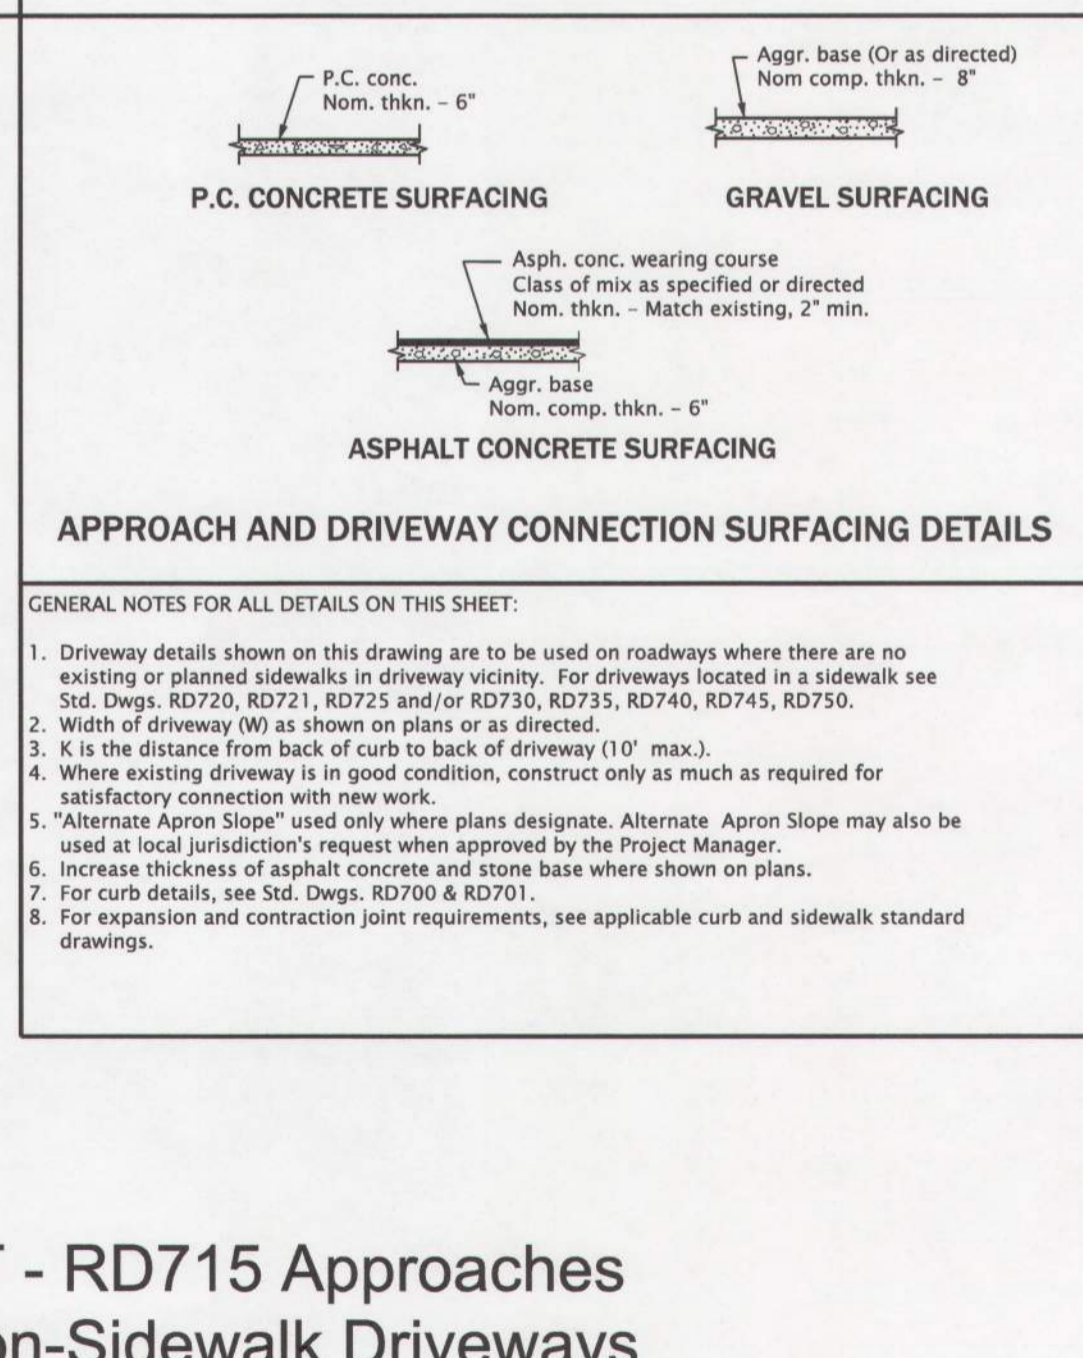 P.C. conc.
Nom. thkn. – 6"
P.C. CONCRETE SURFACING
Aggr. base (Or as directed)
Nom comp. thkn. – 8"
GRAVEL SURFACING
Asph. conc. wearing course
Class of mix as specified or directed
Nom. thkn. – Match existing, 2" min.
Aggr. base
Nom. comp. thkn. – 6"
ASPHALT CONCRETE SURFACING
APPROACH AND DRIVEWAY CONNECTION SURFACING DETAILS
GENERAL NOTES FOR ALL DETAILS ON THIS SHEET:
1. Driveway details shown on this drawing are to be used on roadways where there are no
existing or planned sidewalks in driveway vicinity. For driveways located in a sidewalk see
Std. Dwgs. RD720, RD721, RD725 and/or RD730, RD735, RD740, RD745, RD750.
2. Width of driveway (W) as shown on plans or as directed.
3. K is the distance from back of curb to back of driveway (10' max.).
4. Where existing driveway is in good condition, construct only as much as required for
satisfactory connection with new work.
5. "Alternate Apron Slope" used only where plans designate. Alternate Apron Slope may also be
used at local jurisdiction's request when approved by the Project Manager.
6. Increase thickness of asphalt concrete and stone base where shown on plans.
7. For curb details, see Std. Dwgs. RD700 & RD701.
8. For expansion and contraction joint requirements, see applicable curb and sidewalk standard
drawings.
- RD715 Approaches
on-Sidewalk Driveways